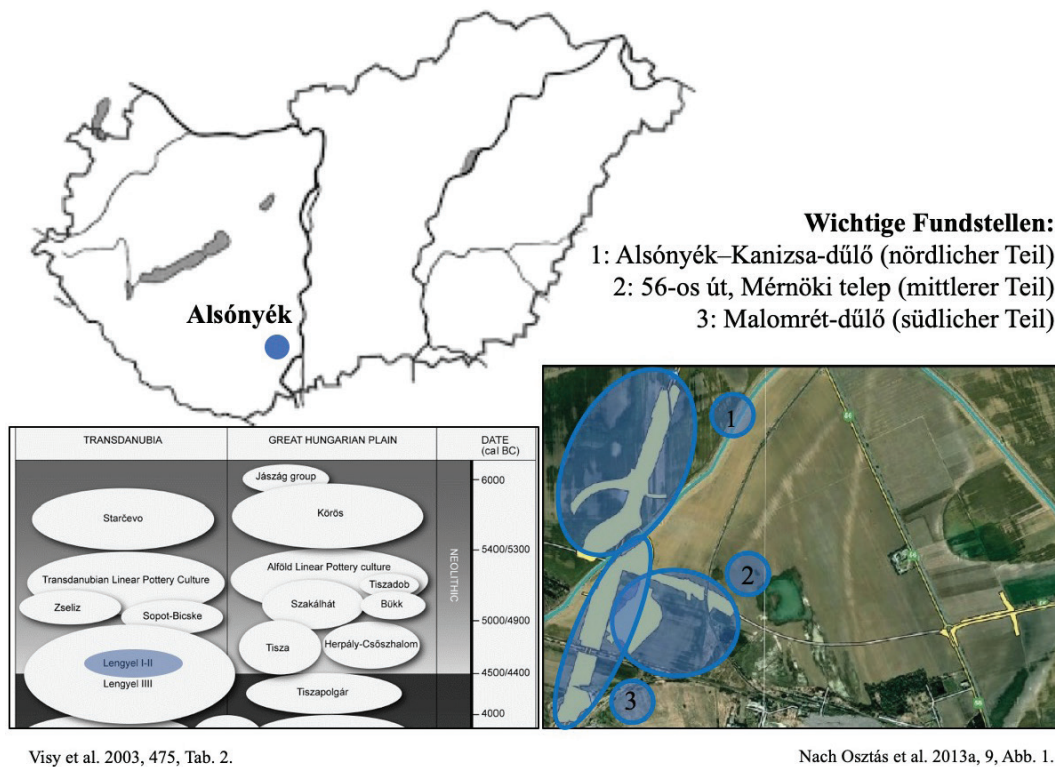 Alsónyék
Wichtige Fundstellen:
1: Alsónyék–Kanizsa-dűlő (nördlicher Teil)
2: 56-os út, Mérnöki telep (mittlerer Teil)
3: Malomrét-dűlő (südlicher Teil)
TRANSDANUBIA
GREAT HUNGARIAN PLAIN
DATE
(cal BC)
Jászág group
6000
Starčevo
Körös
5400/5300
NEOLITHIC
Alföld Linear Pottery culture
Transdanubian Linear Pottery Culture
Tiszadob
Zseliz
Szakálhát
Bükk
Sopot-Bicske
5000/4900
Tisza
Herpály-Csőszhalom
Lengyel I-II
4500/4400
Lengyel IIII
Tiszapolgár
4000
1
2
3
Visy et al. 2003, 475, Tab. 2.
Nach Osztás et al. 2013a, 9, Abb. 1.